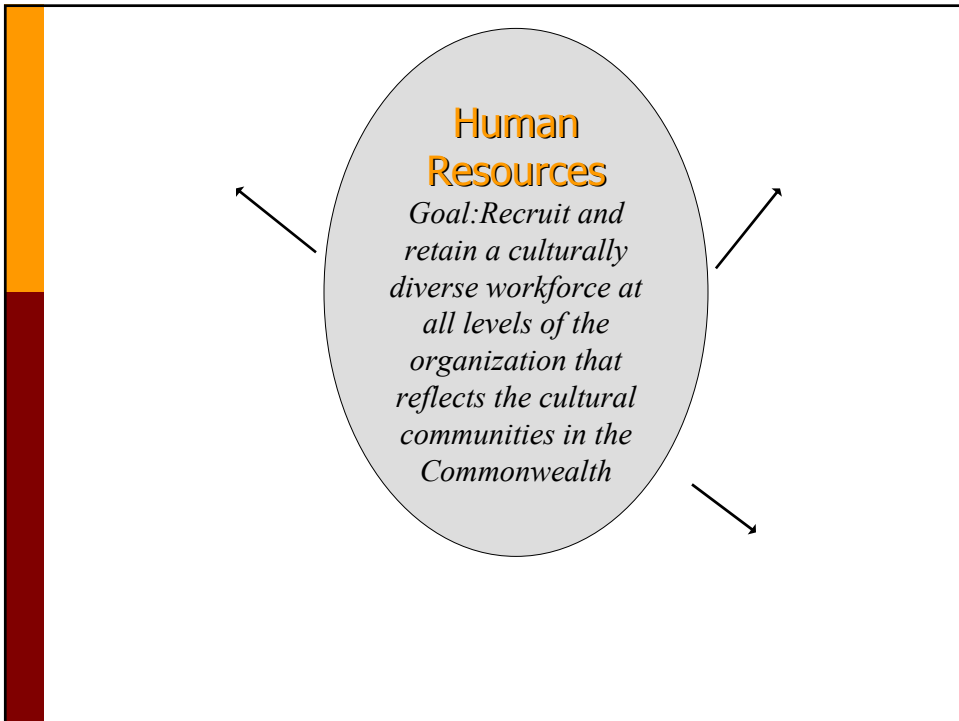 Human
Resources
Goal:Recruit and
retain a culturally
diverse workforce at
all levels of the
organization that
reflects the cultural
communities in the
Commonwealth